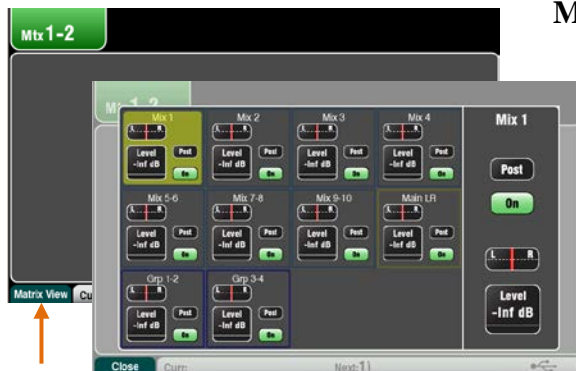 M
Mtx 1-2
Mix 1
Mix 2
Mix 3
Mix 4
Mix 1
L R
L R
L R
L R
Level
-Inf dB
Post
On
Level
-Inf dB
Post
On
Level
-Inf dB
Post
On
Level
-Inf dB
Post
On
Post
On
Mix 5-6
Mix 7-8
Mix 9-10
Main LR
L R
L R
L R
L R
Level
-Inf dB
Post
On
Level
-Inf dB
Post
On
Level
-Inf dB
Post
On
Level
-Inf dB
Post
On
L R
Level
-Inf dB
Grp 1-2
Grp 3-4
L R
L R
Level
-Inf dB
Post
On
Level
-Inf dB
Post
On
Matrix View
Cu
Close
Curr:
Next:1)